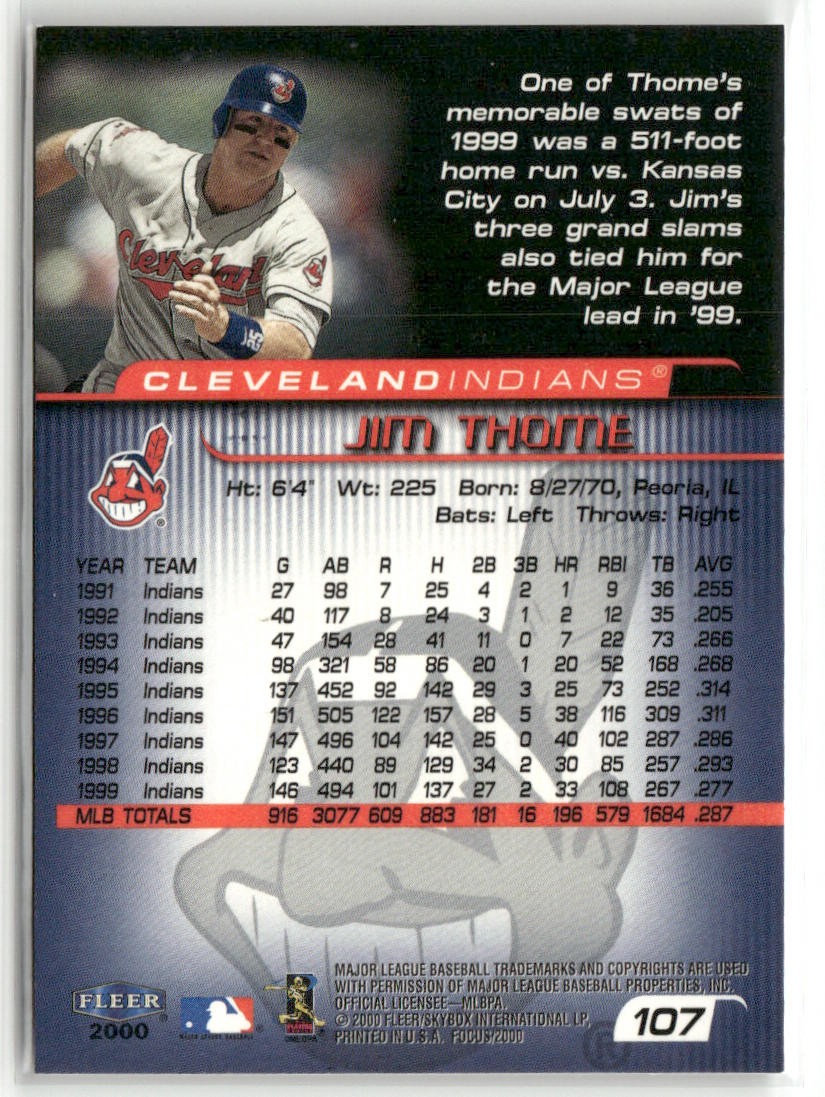 One of Thome's
memorable swats of
1999 was a 511-foot
home run vs. Kansas
City on July 3. Jim's
three grand slams
also tied him for
the Major League
lead in '99.
Cleveland
25
CLEVELANDINDIANS®
JIM THOME
Ht: 6'4" Wt: 225 Born: 8/27/70, Peoria, IL
Bats: Left Throws: Right
YEAR TEAM G AB R H 2B 3B HR RBI TB AVG
1991 Indians 27 98 7 25 4 2 1 9 36 .255
1992 Indians 40 117 8 24 3 1 2 12 35 .205
1993 Indians 47 154 28 41 11 0 7 22 73 .266
1994 Indians 98 321 58 86 20 1 20 52 168 .268
1995 Indians 137 452 92 142 29 3 25 73 252 .314
1996 Indians 151 505 122 157 28 5 38 116 309 .311
1997 Indians 147 496 104 142 25 0 40 102 287 .286
1998 Indians 123 440 89 129 34 2 30 85 257 .293
1999 Indians 146 494 101 137 27 2 33 108 267 .277
MLB TOTALS 916 3077 609 883 181 16 196 579 1684 .287
MAJOR LEAGUE BASEBALL TRADEMARKS AND COPYRIGHTS ARE USED
WITH PERMISSION OF MAJOR LEAGUE BASEBALL PROPERTIES, INC.
OFFICIAL LICENSEE—MLBPA.
© 2000 FLEER/SKYBOX INTERNATIONAL LP,
PRINTED IN U.S.A. FOCUS/2000
FLEER
2000
MAJOR LEAGUE BASEBALL
107